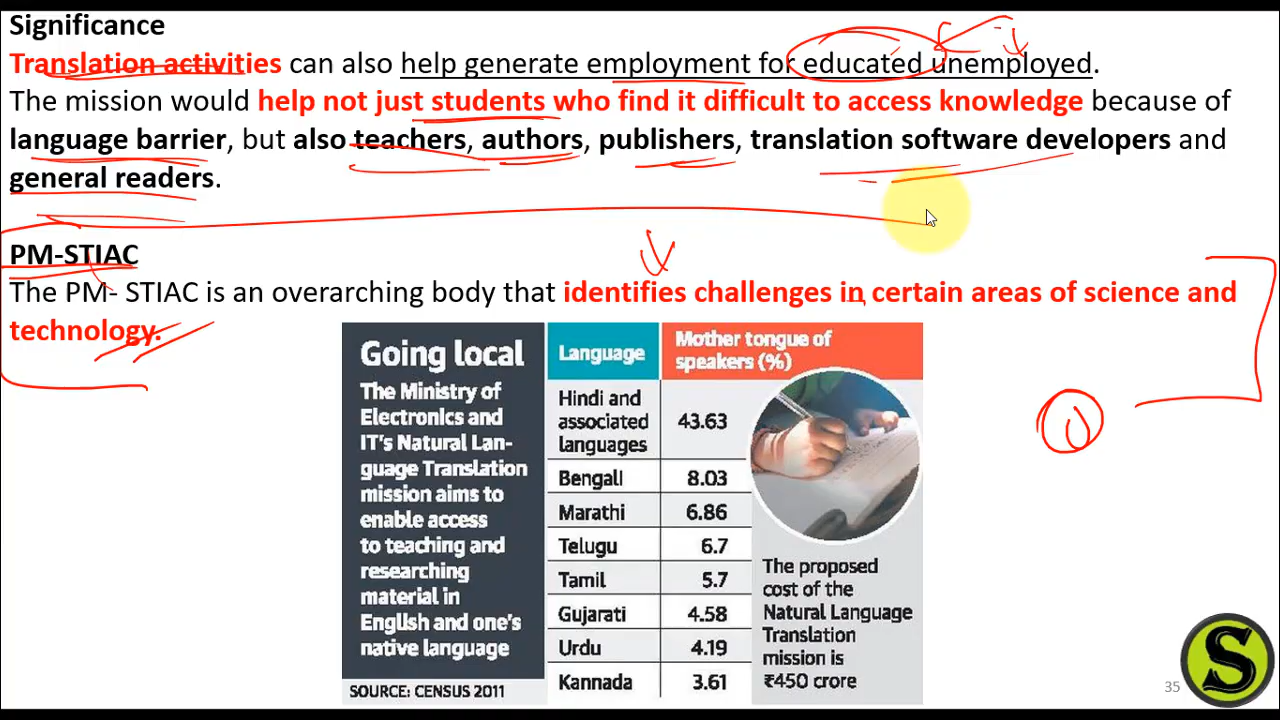 Significance
Translation activities can also help generate employment for educated unemployed.
The mission would help not just students who find it difficult to access knowledge because of
language barrier, but also teachers, authors, publishers, translation software developers and
general readers.
PM-STIAC
The PM- STIAC is an overarching body that identifies challenges in certain areas of science and
technology.
Going local
The Ministry of
Electronics and
IT's Natural Lan-
guage Translation
mission aims to
enable access
to teaching and
researching
material in
English and one's
native language
SOURCE: CENSUS 2011
Language
Mother tongue of
speakers (%)
Hindi and
associated
languages
43.63
Bengali 8.03
Marathi 6.86
Telugu 6.7
Tamil 5.7
Gujarati 4.58
Urdu 4.19
Kannada 3.61
The proposed
cost of the
Natural Language
Translation
mission is
₹450 crore
35
S